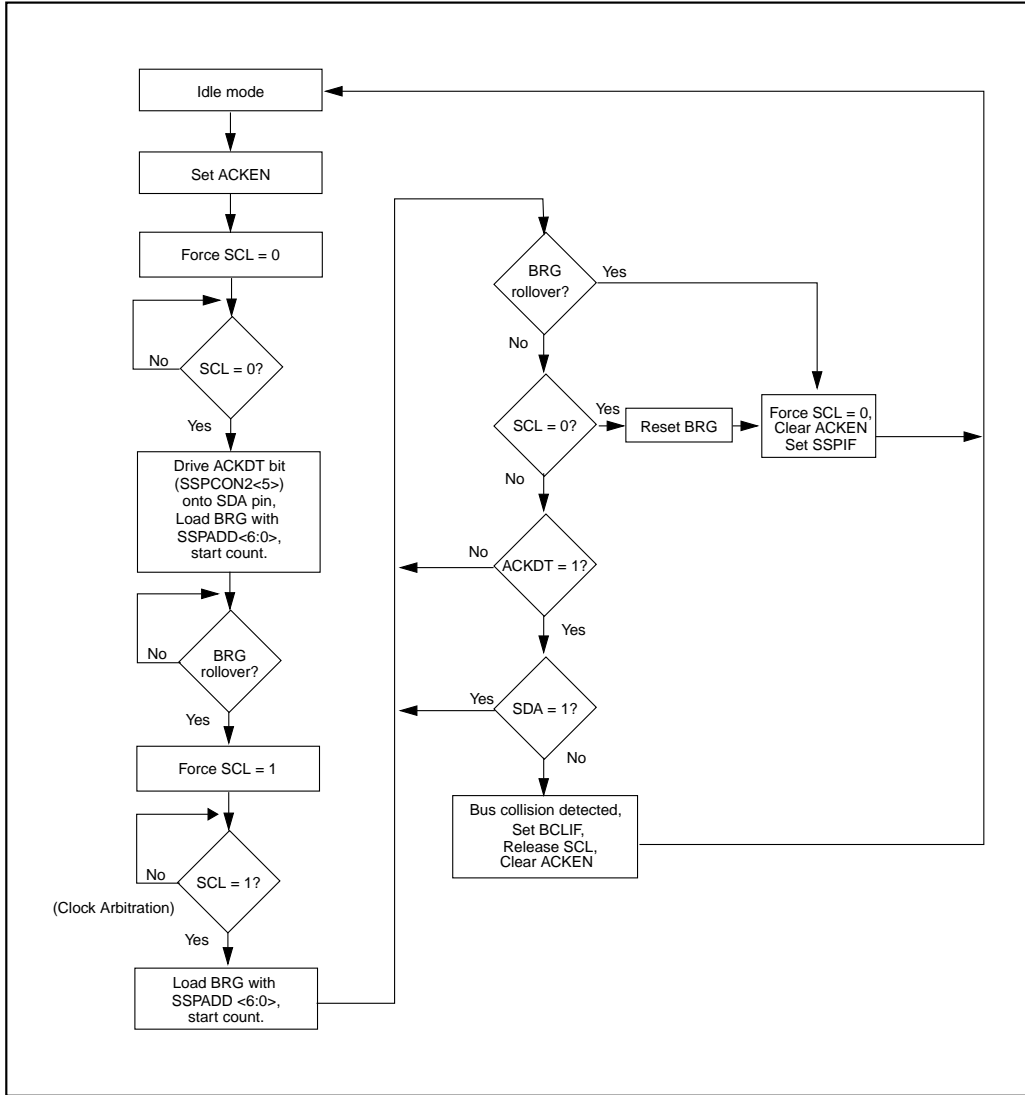 Idle mode
Set ACKEN
Force SCL = 0
SCL = 0?
No
Yes
Drive ACKDT bit
(SSPCON2<5>)
onto SDA pin,
Load BRG with
SSPADD<6:0>,
start count.
BRG
rollover?
No
Yes
Force SCL = 1
SCL = 1?
No
(Clock Arbitration)
Yes
Load BRG with
SSPADD <6:0>,
start count.
BRG
rollover?
Yes
No
SCL = 0?
Yes
Reset BRG
Force SCL = 0,
Clear ACKEN
Set SSPIF
No
ACKDT = 1?
No
Yes
SDA = 1?
Yes
No
Bus collision detected,
Set BCLIF,
Release SCL,
Clear ACKEN